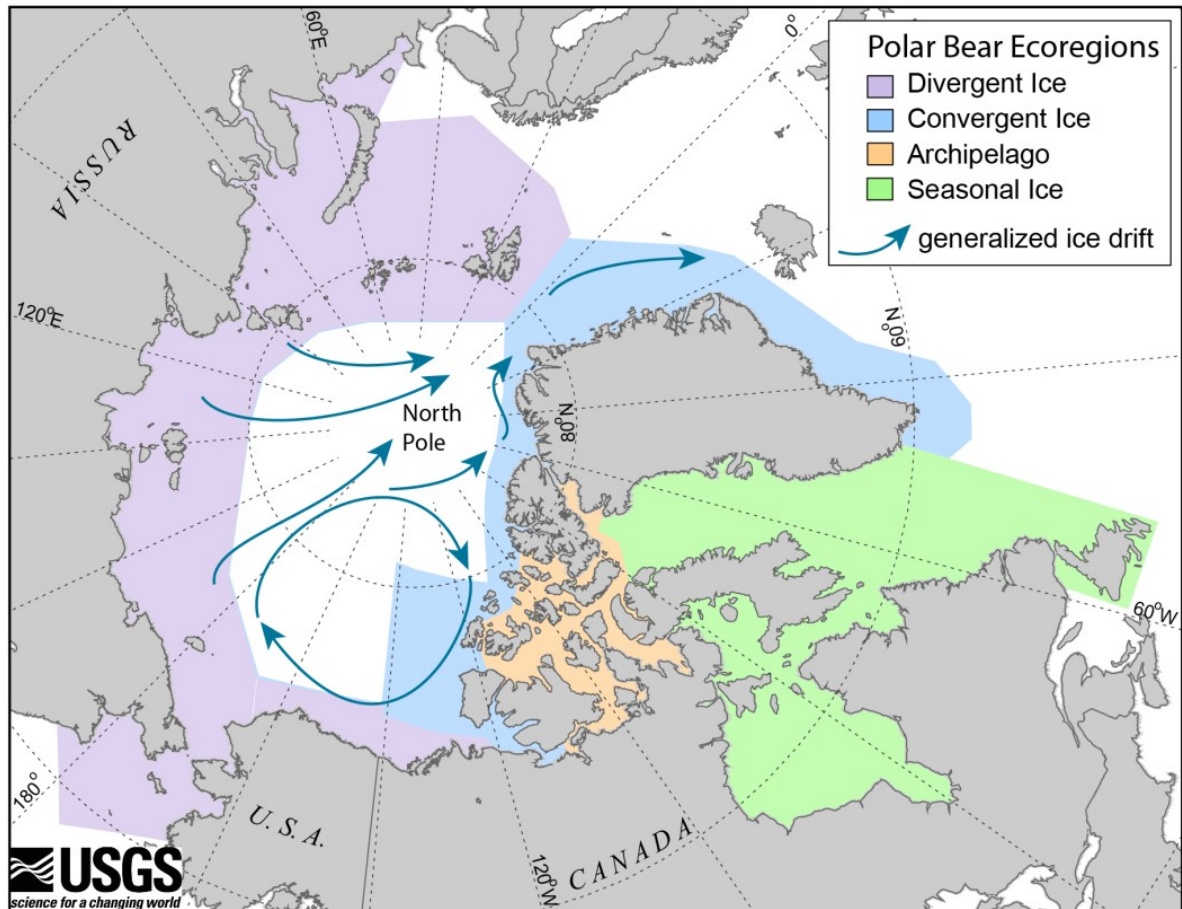 60°E
0°
Polar Bear Ecoregions
Divergent Ice
Convergent Ice
Archipelago
Seasonal Ice
generalized ice drift
RUSSIA
120°E
60°N
North
Pole
80°N
60°W
180°
U.S.A.
CANADA
120°W
USGS
science for a changing world